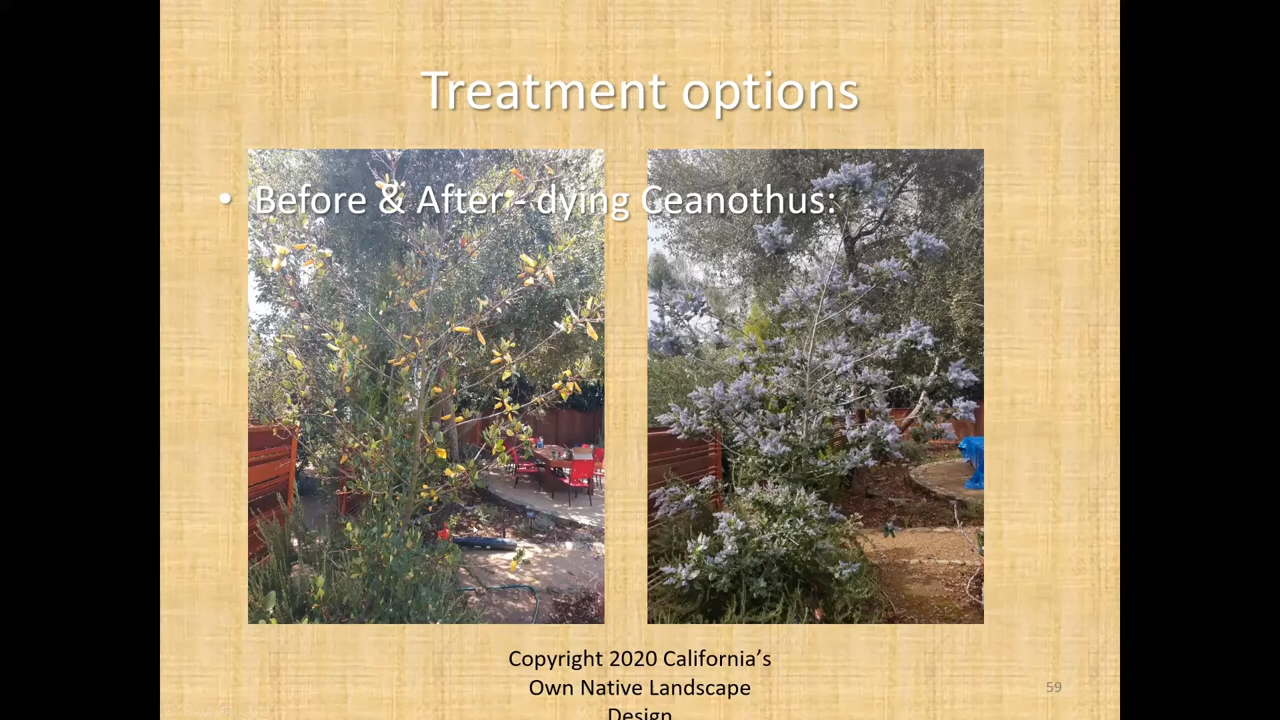 Treatment options
• Before & After - dying Ceanothus:
Copyright 2020 California's
Own Native Landscape
Design
59